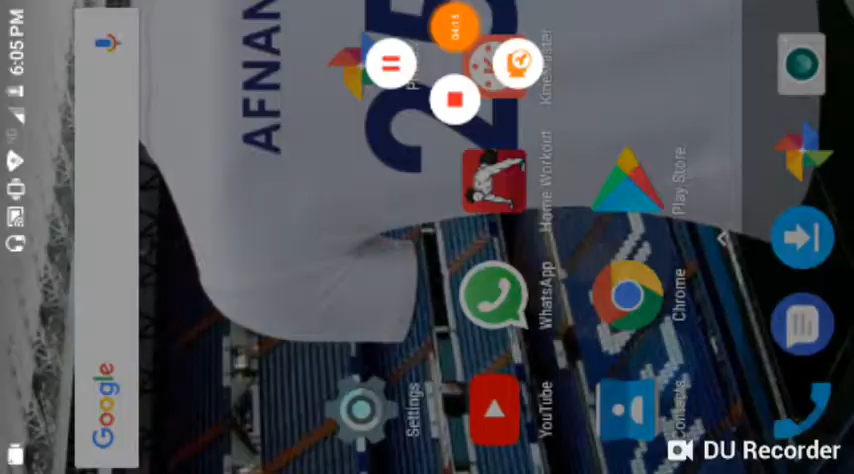 6:05 PM
4G
Google
AFNAN
25
04:15
P
KineMaster
Settings
YouTube
WhatsApp
Home Workout
Contacts
Chrome
Play Store
DU Recorder